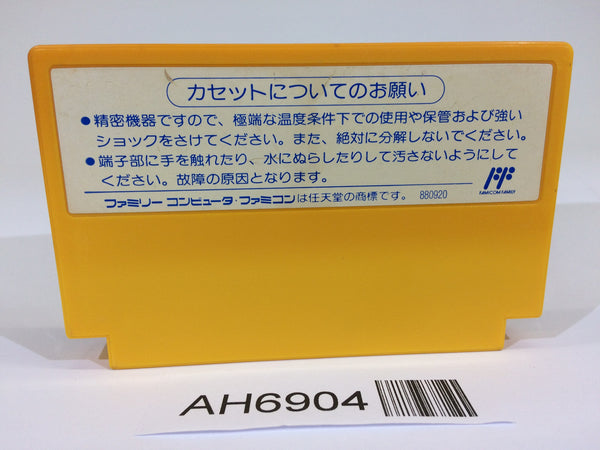 カセットについてのお願い
●精密機器ですので、極端な温度条件下での使用や保管および強い
ショックをさけてください。また、絶対に分解しないでください。
●端子部に手を触れたり、水にぬらしたりして汚さないようにして
ください。故障の原因となります。
FAMICOM FAMILY
ファミリー コンピュータ・ファミコンは任天堂の商標です。 880920
AH6904